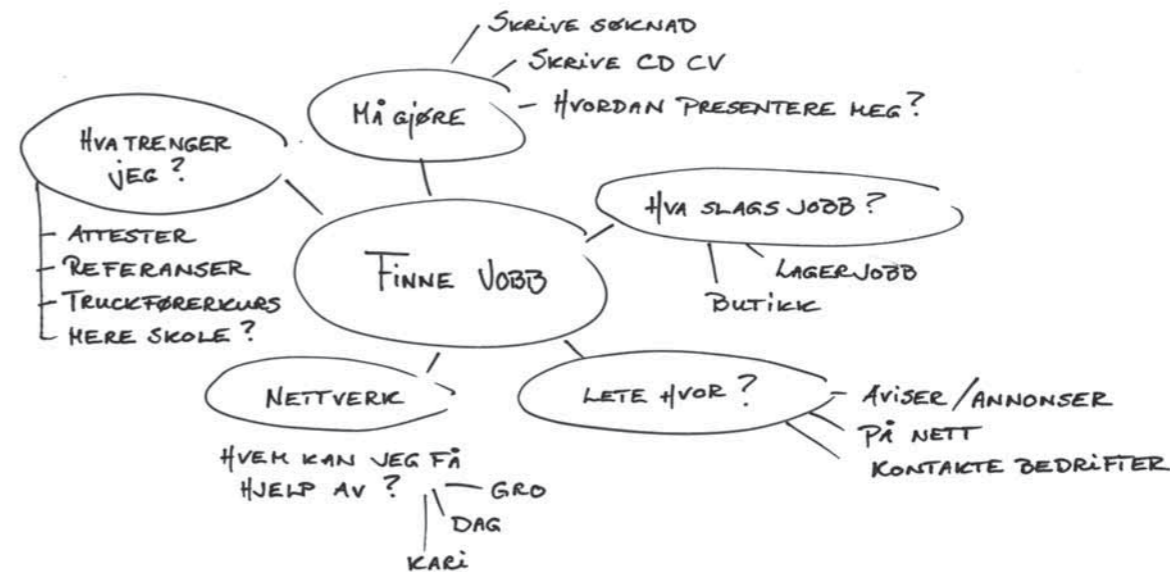 SKRIVE SØKNAD
SKRIVE CD CV
HVORDAN PRESENTERE MEG?
MÅ GJØRE
HVA TRENGER
JEG?
ATTESTER
REFERANSER
TRUCKFØRERKURS
MERE SKOLE?
FINNE JOBB
HVA SLAGS JOBB?
LAGERJOBB
BUTIKK
NETTVERK
HVEM KAN JEG FÅ
HJELP AV?
GRO
DAG
KARI
LETE HVOR?
AVISER/ANNONSER
PÅ NETT
KONTAKTE BEDRIFTER